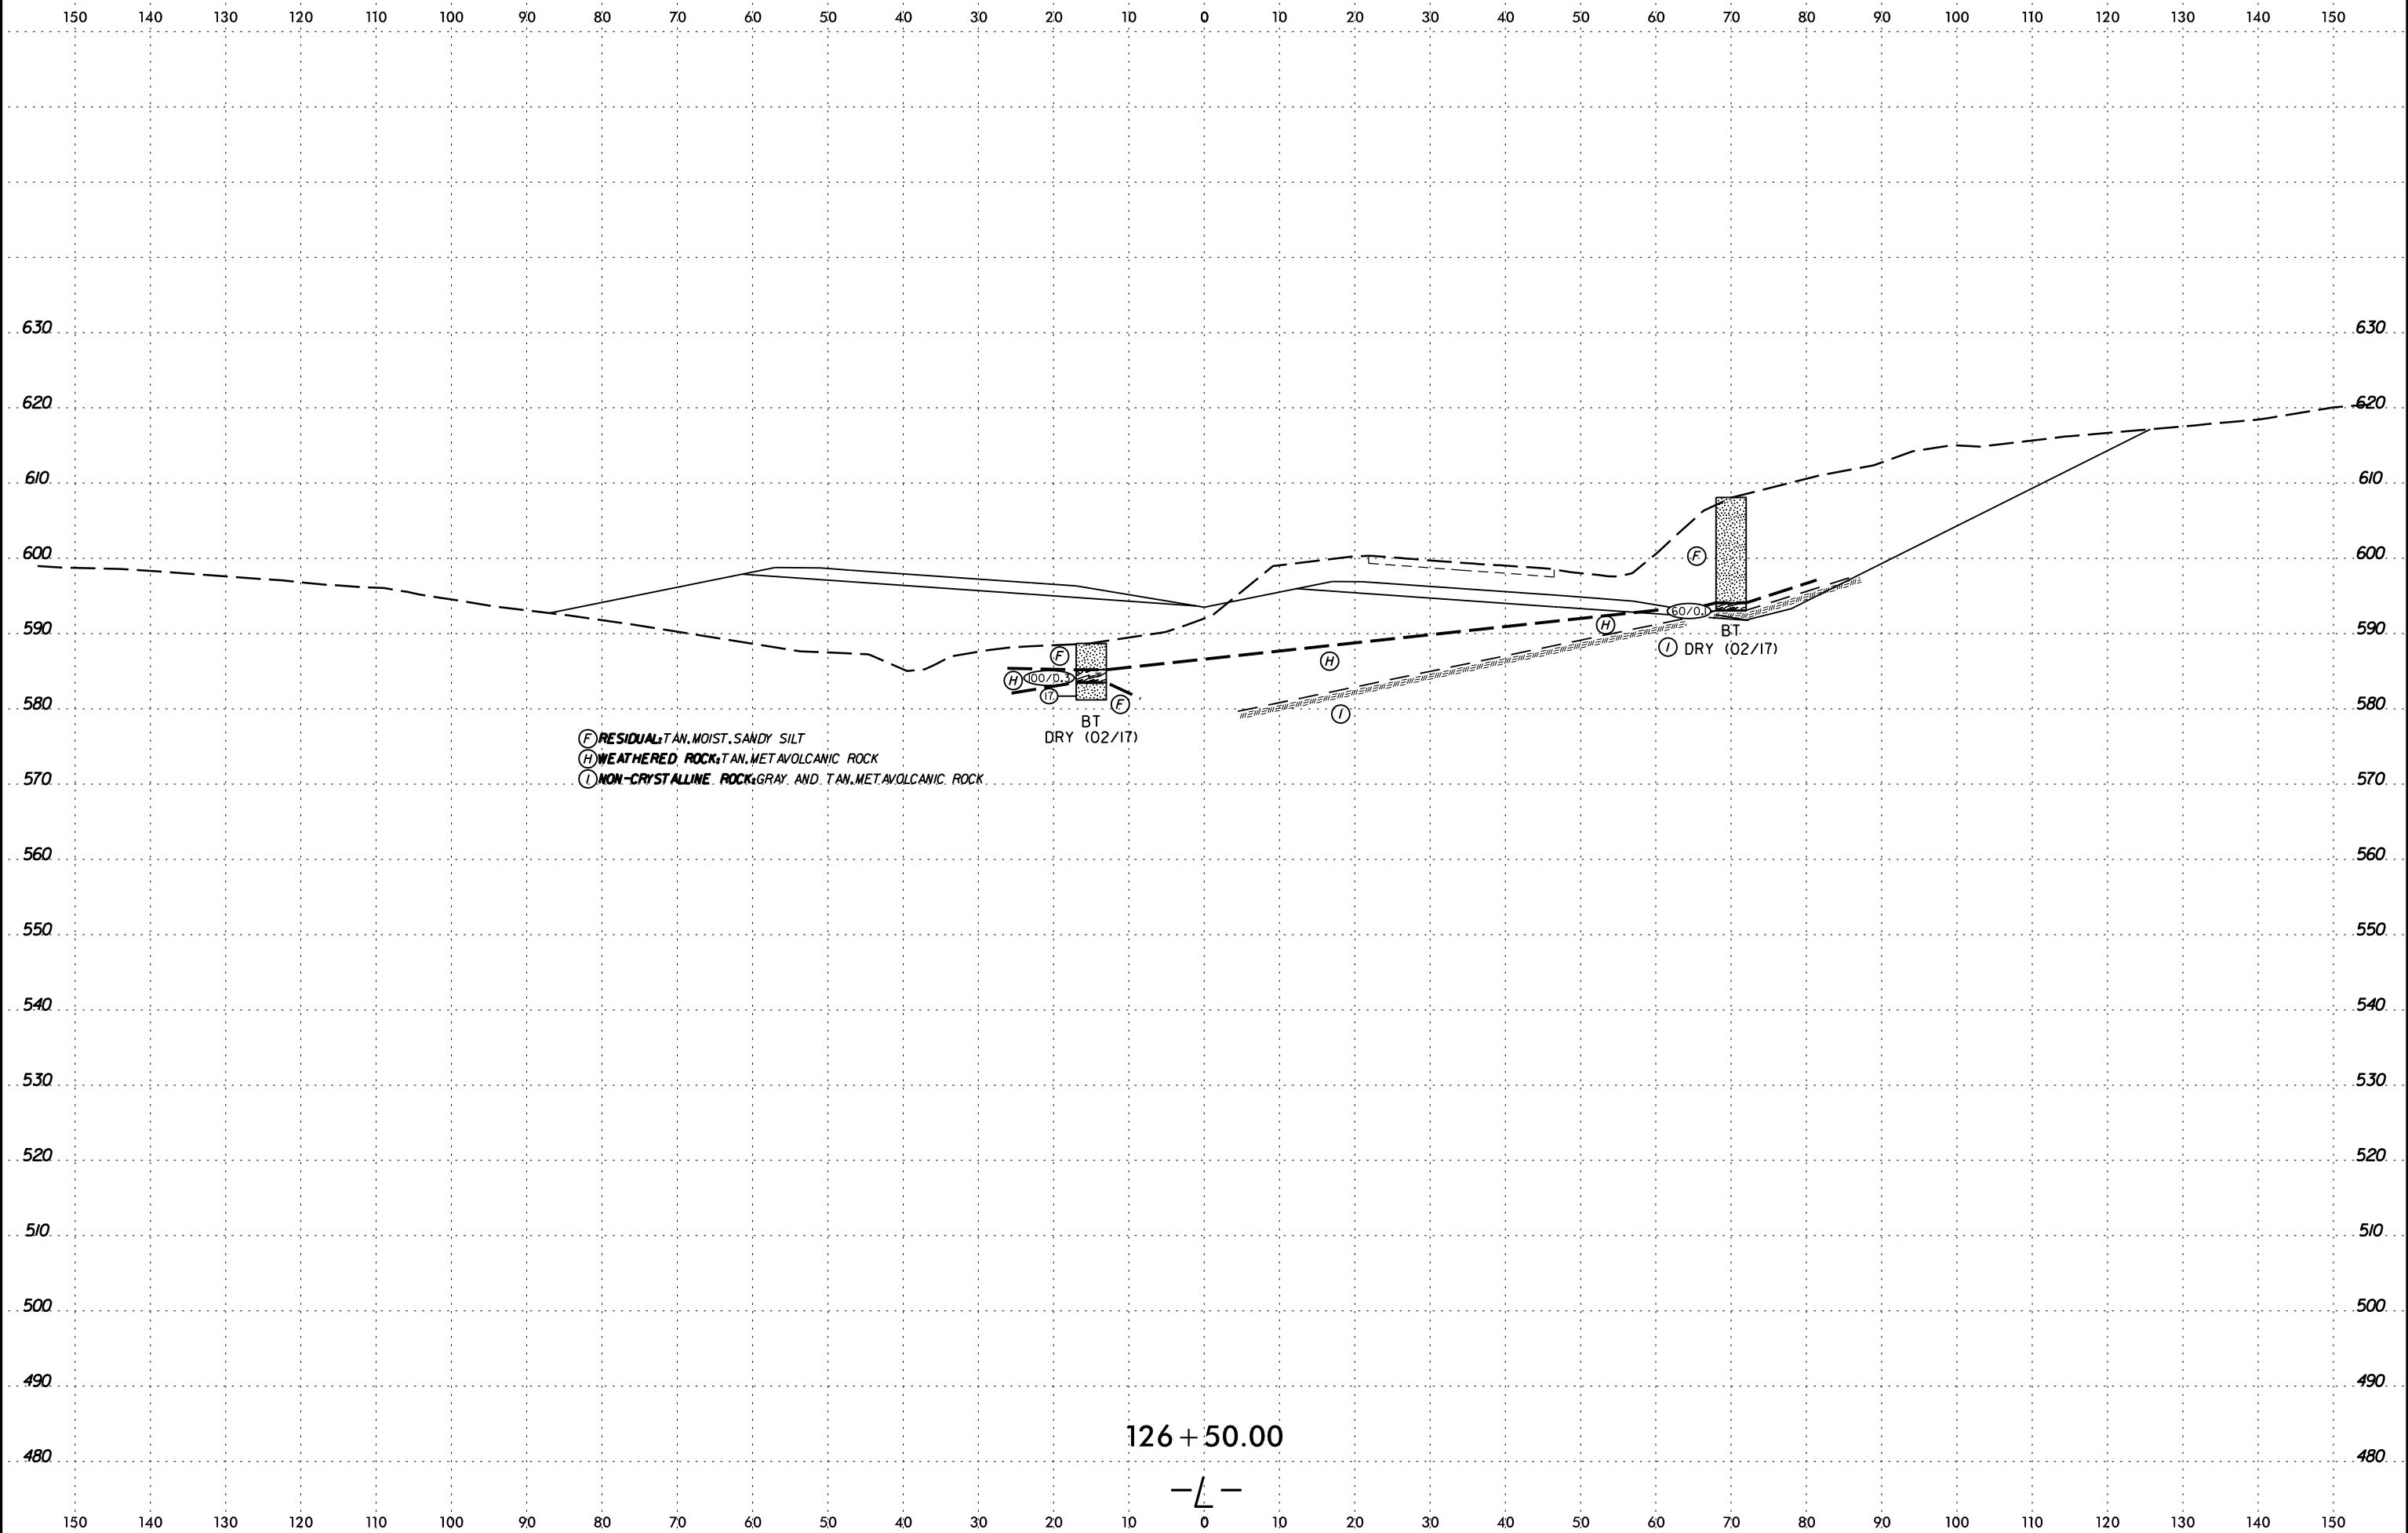 150 140 130 120 110 100 90 80 70 60 50 40 30 20 10 0 10 20 30 40 50 60 70 80 90 100 110 120 130 140 150
630 630
620 620
610 610
600 F 600
60/0.1
590 H BT 590
F H I DRY (02/17)
H 100/0.3
17 F
580 I 580
BT
DRY (02/17)
F RESIDUAL: TAN, MOIST, SANDY SILT
H WEATHERED ROCK: TAN, METAVOLCANIC ROCK
I NON-CRYSTALLINE ROCK: GRAY AND TAN, METAVOLCANIC ROCK
570 570
560 560
550 550
540 540
530 530
520 520
510 510
500 500
490 490
126+50.00
480 480
-L-
150 140 130 120 110 100 90 80 70 60 50 40 30 20 10 0 10 20 30 40 50 60 70 80 90 100 110 120 130 140 150